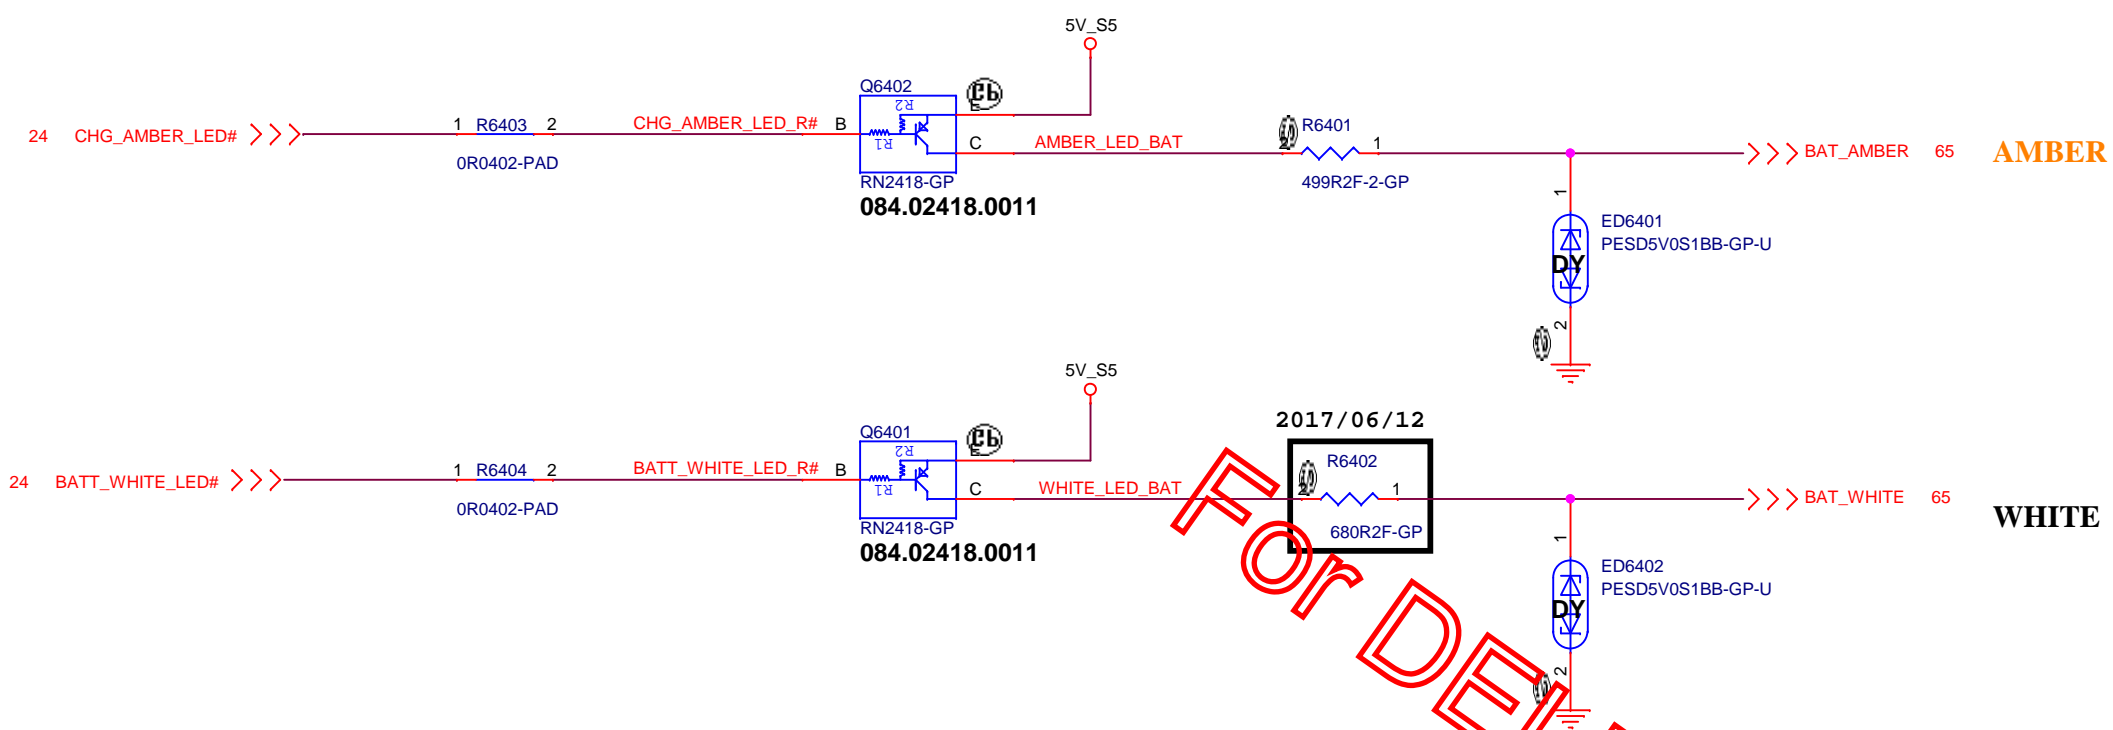 5V_S5
Q6402
R2
E
24 CHG_AMBER_LED# 1 R6403 2 CHG_AMBER_LED_R# B
R1
C AMBER_LED_BAT
R6401
1 BAT_AMBER 65 AMBER
0R0402-PAD
RN2418-GP
499R2F-2-GP
084.02418.0011
1
ED6401
PESD5V0S1BB-GP-U
DY
2
5V_S5
2017/06/12
Q6401
R2
E
24 BATT_WHITE_LED# 1 R6404 2 BATT_WHITE_LED_R# B
R1
C WHITE_LED_BAT
R6402
1 BAT_WHITE 65
WHITE
0R0402-PAD
RN2418-GP
680R2F-GP
084.02418.0011
1
ED6402
PESD5V0S1BB-GP-U
DY
2
For